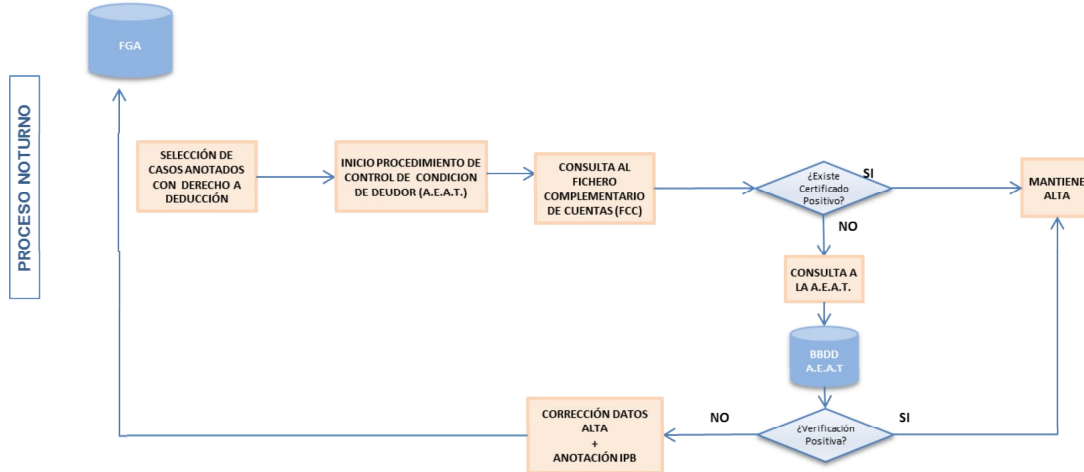 FGA
PROCESO NOTURNO
SELECCIÓN DE
CASOS ANOTADOS
CON DERECHO A
DEDUCCIÓN
INICIO PROCEDIMIENTO DE
CONTROL DE CONDICION
DE DEUDOR (A.E.A.T.)
CONSULTA AL
FICHERO
COMPLEMENTARIO
DE CUENTAS (FCC)
¿Existe
Certificado
Positivo?
SI
MANTIENE
ALTA
NO
CONSULTA A
LA A.E.A.T.
BBDD
A.E.A.T
¿Verificación
Positiva?
SI
NO
CORRECCIÓN DATOS
ALTA
+
ANOTACIÓN IPB